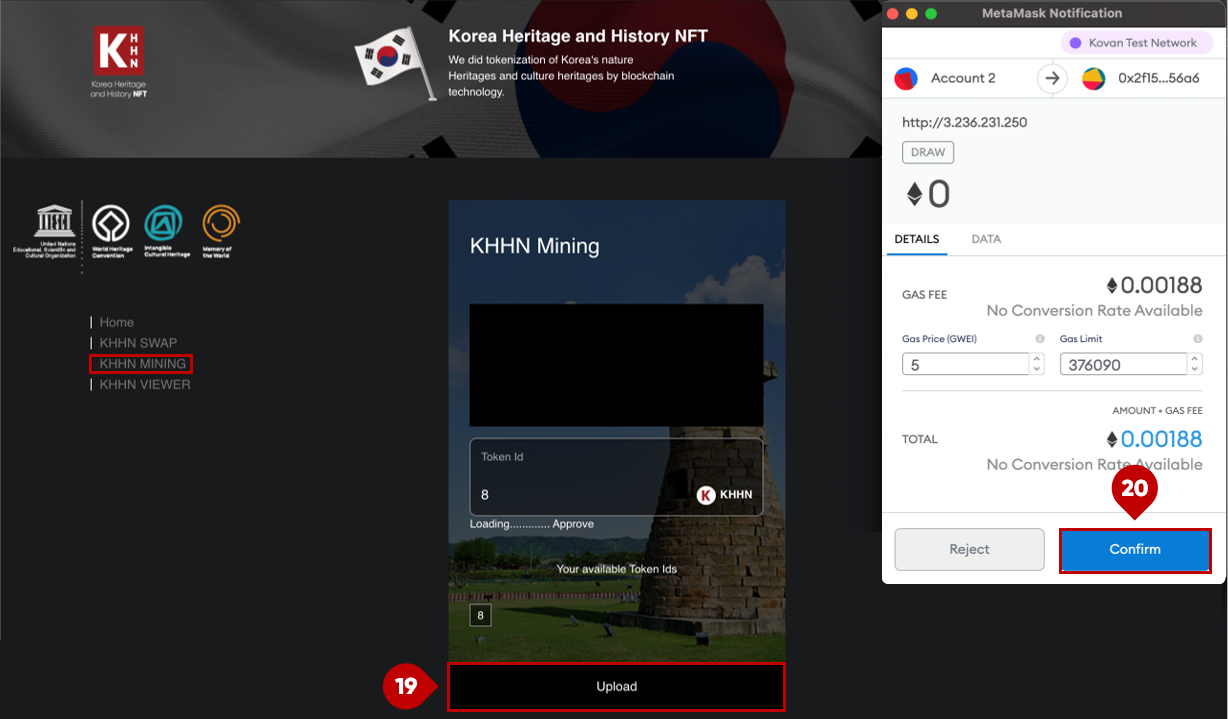 K
H
H
N
Korea Heritage
and History NFT
Korea Heritage and History NFT
We did tokenization of Korea's nature
Heritages and culture heritages by blockchain
technology.
UNESCO
United Nations
Educational, Scientific and
Cultural Organization
World Heritage
Convention
Intangible
Cultural Heritage
Memory of
the World
Home
KHHN SWAP
KHHN MINING
KHHN VIEWER
KHHN Mining
Token Id
8
K KHHN
Loading............. Approve
Your available Token Ids
8
19
Upload
MetaMask Notification
Kovan Test Network
Account 2
0x2f15...56a6
http://3.236.231.250
DRAW
0
DETAILS DATA
GAS FEE
0.00188
No Conversion Rate Available
Gas Price (GWEI) Gas Limit
5 376090
AMOUNT + GAS FEE
TOTAL
0.00188
No Conversion Rate Available
20
Reject Confirm